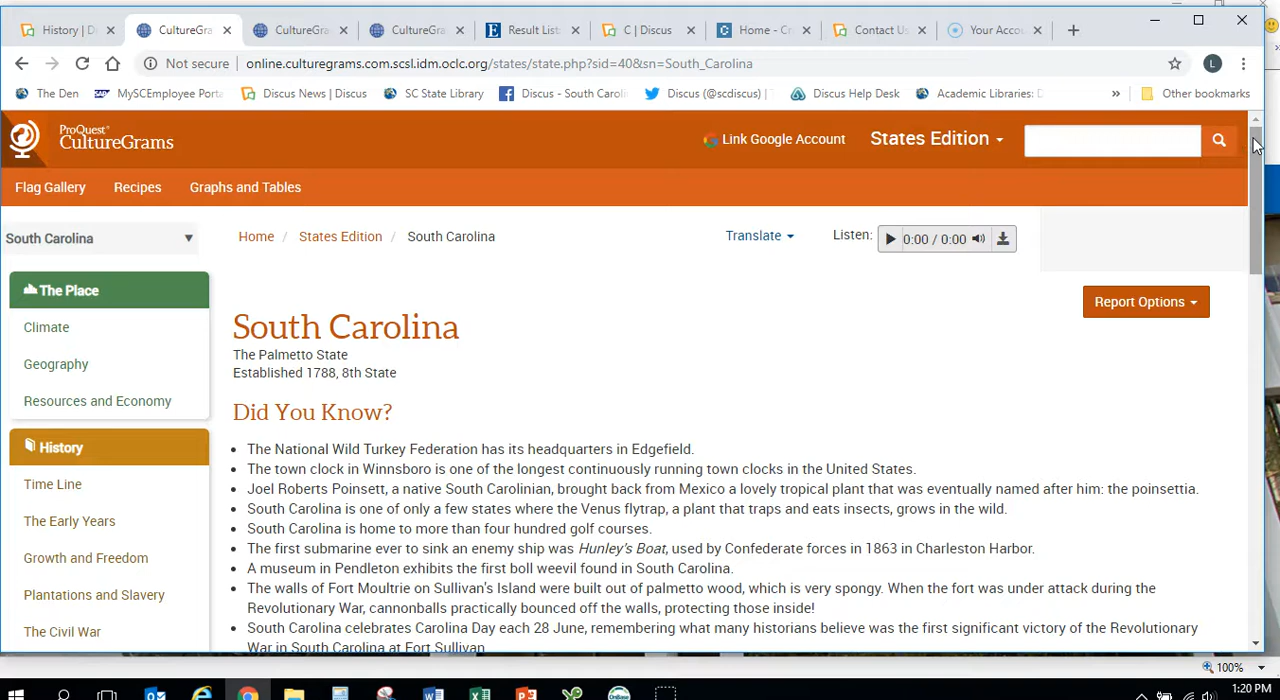 History | D
CultureGra
CultureGra
CultureGra
Result List
C | Discus
Home - Cr
Contact Us
Your Accou
Not secure | online.culturegrams.com.scsl.idm.oclc.org/states/state.php?sid=40&sn=South_Carolina
L
The Den
MySCEmployee Porta
Discus News | Discus
SC State Library
Discus - South Caroli
Discus (@scdiscus) | T
Discus Help Desk
Academic Libraries: D
»
Other bookmarks
ProQuest
CultureGrams
Link Google Account
States Edition
Flag Gallery
Recipes
Graphs and Tables
South Carolina
Home / States Edition / South Carolina
Translate
Listen:
0:00 / 0:00
The Place
Climate
Geography
Resources and Economy
History
Time Line
The Early Years
Growth and Freedom
Plantations and Slavery
The Civil War
Report Options
South Carolina
The Palmetto State
Established 1788, 8th State
Did You Know?
• The National Wild Turkey Federation has its headquarters in Edgefield.
• The town clock in Winnsboro is one of the longest continuously running town clocks in the United States.
• Joel Roberts Poinsett, a native South Carolinian, brought back from Mexico a lovely tropical plant that was eventually named after him: the poinsettia.
• South Carolina is one of only a few states where the Venus flytrap, a plant that traps and eats insects, grows in the wild.
• South Carolina is home to more than four hundred golf courses.
• The first submarine ever to sink an enemy ship was Hunley's Boat, used by Confederate forces in 1863 in Charleston Harbor.
• A museum in Pendleton exhibits the first boll weevil found in South Carolina.
• The walls of Fort Moultrie on Sullivan's Island were built out of palmetto wood, which is very spongy. When the fort was under attack during the
Revolutionary War, cannonballs practically bounced off the walls, protecting those inside!
• South Carolina celebrates Carolina Day each 28 June, remembering what many historians believe was the first significant victory of the Revolutionary
War in South Carolina at Fort Sullivan
100%
1:20 PM